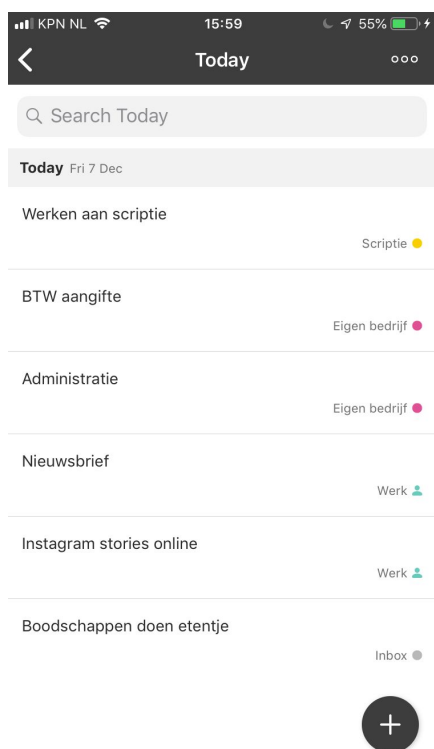 KPN NL 15:59 55%
Today
Search Today
Today Fri 7 Dec
Werken aan scriptie
Scriptie
BTW aangifte
Eigen bedrijf
Administratie
Eigen bedrijf
Nieuwsbrief
Werk
Instagram stories online
Werk
Boodschappen doen etentje
Inbox